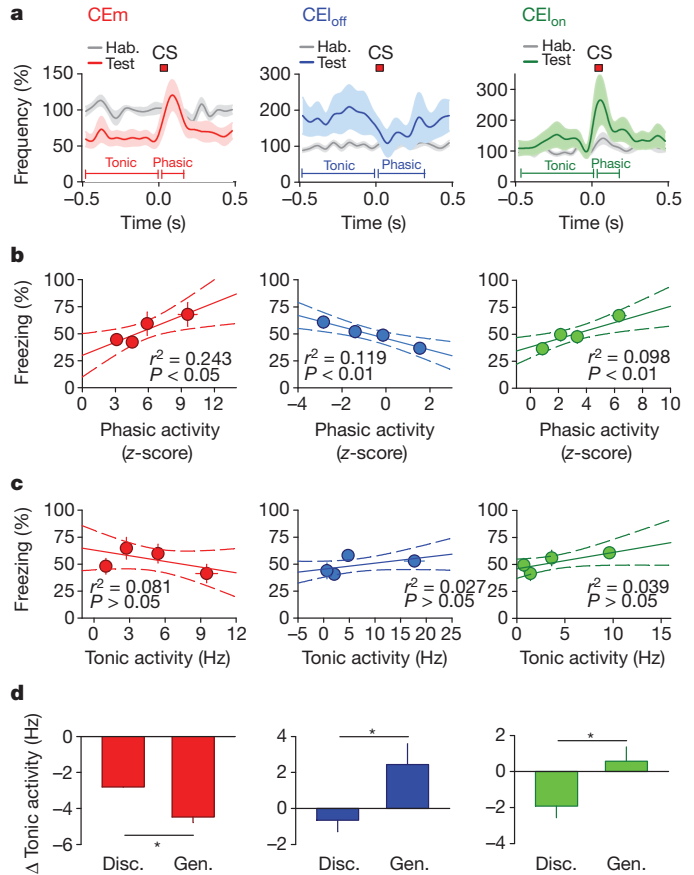 a
CEm
CEl off
CEl on
Hab.
Test
CS
Hab.
Test
CS
Hab.
Test
CS
Frequency (%)
150
100
50
0
300
200
100
0
300
200
100
0
Tonic
Phasic
Tonic
Phasic
Tonic
Phasic
−0.5 0.0 0.5
−0.5 0.0 0.5
−0.5 0.0 0.5
Time (s)
Time (s)
Time (s)
b
Freezing (%)
100
75
50
25
0
100
75
50
25
0
100
75
50
25
0
r² = 0.243
P < 0.05
r² = 0.119
P < 0.01
r² = 0.098
P < 0.01
0 3 6 9 12
−4 −2 0 2
0 2 4 6 8 10
Phasic activity
(z-score)
Phasic activity
(z-score)
Phasic activity
(z-score)
c
Freezing (%)
100
75
50
25
0
100
75
50
25
0
100
75
50
25
0
r² = 0.081
P > 0.05
r² = 0.027
P > 0.05
r² = 0.039
P > 0.05
0 3 6 9 12
−5 0 5 10 15 20 25
0 5 10 15
Tonic activity (Hz)
Tonic activity (Hz)
Tonic activity (Hz)
d
Δ Tonic activity (Hz)
0
−2
−4
−6
*
4
2
0
−2
*
2
0
−2
−4
*
Disc. Gen.
Disc. Gen.
Disc. Gen.